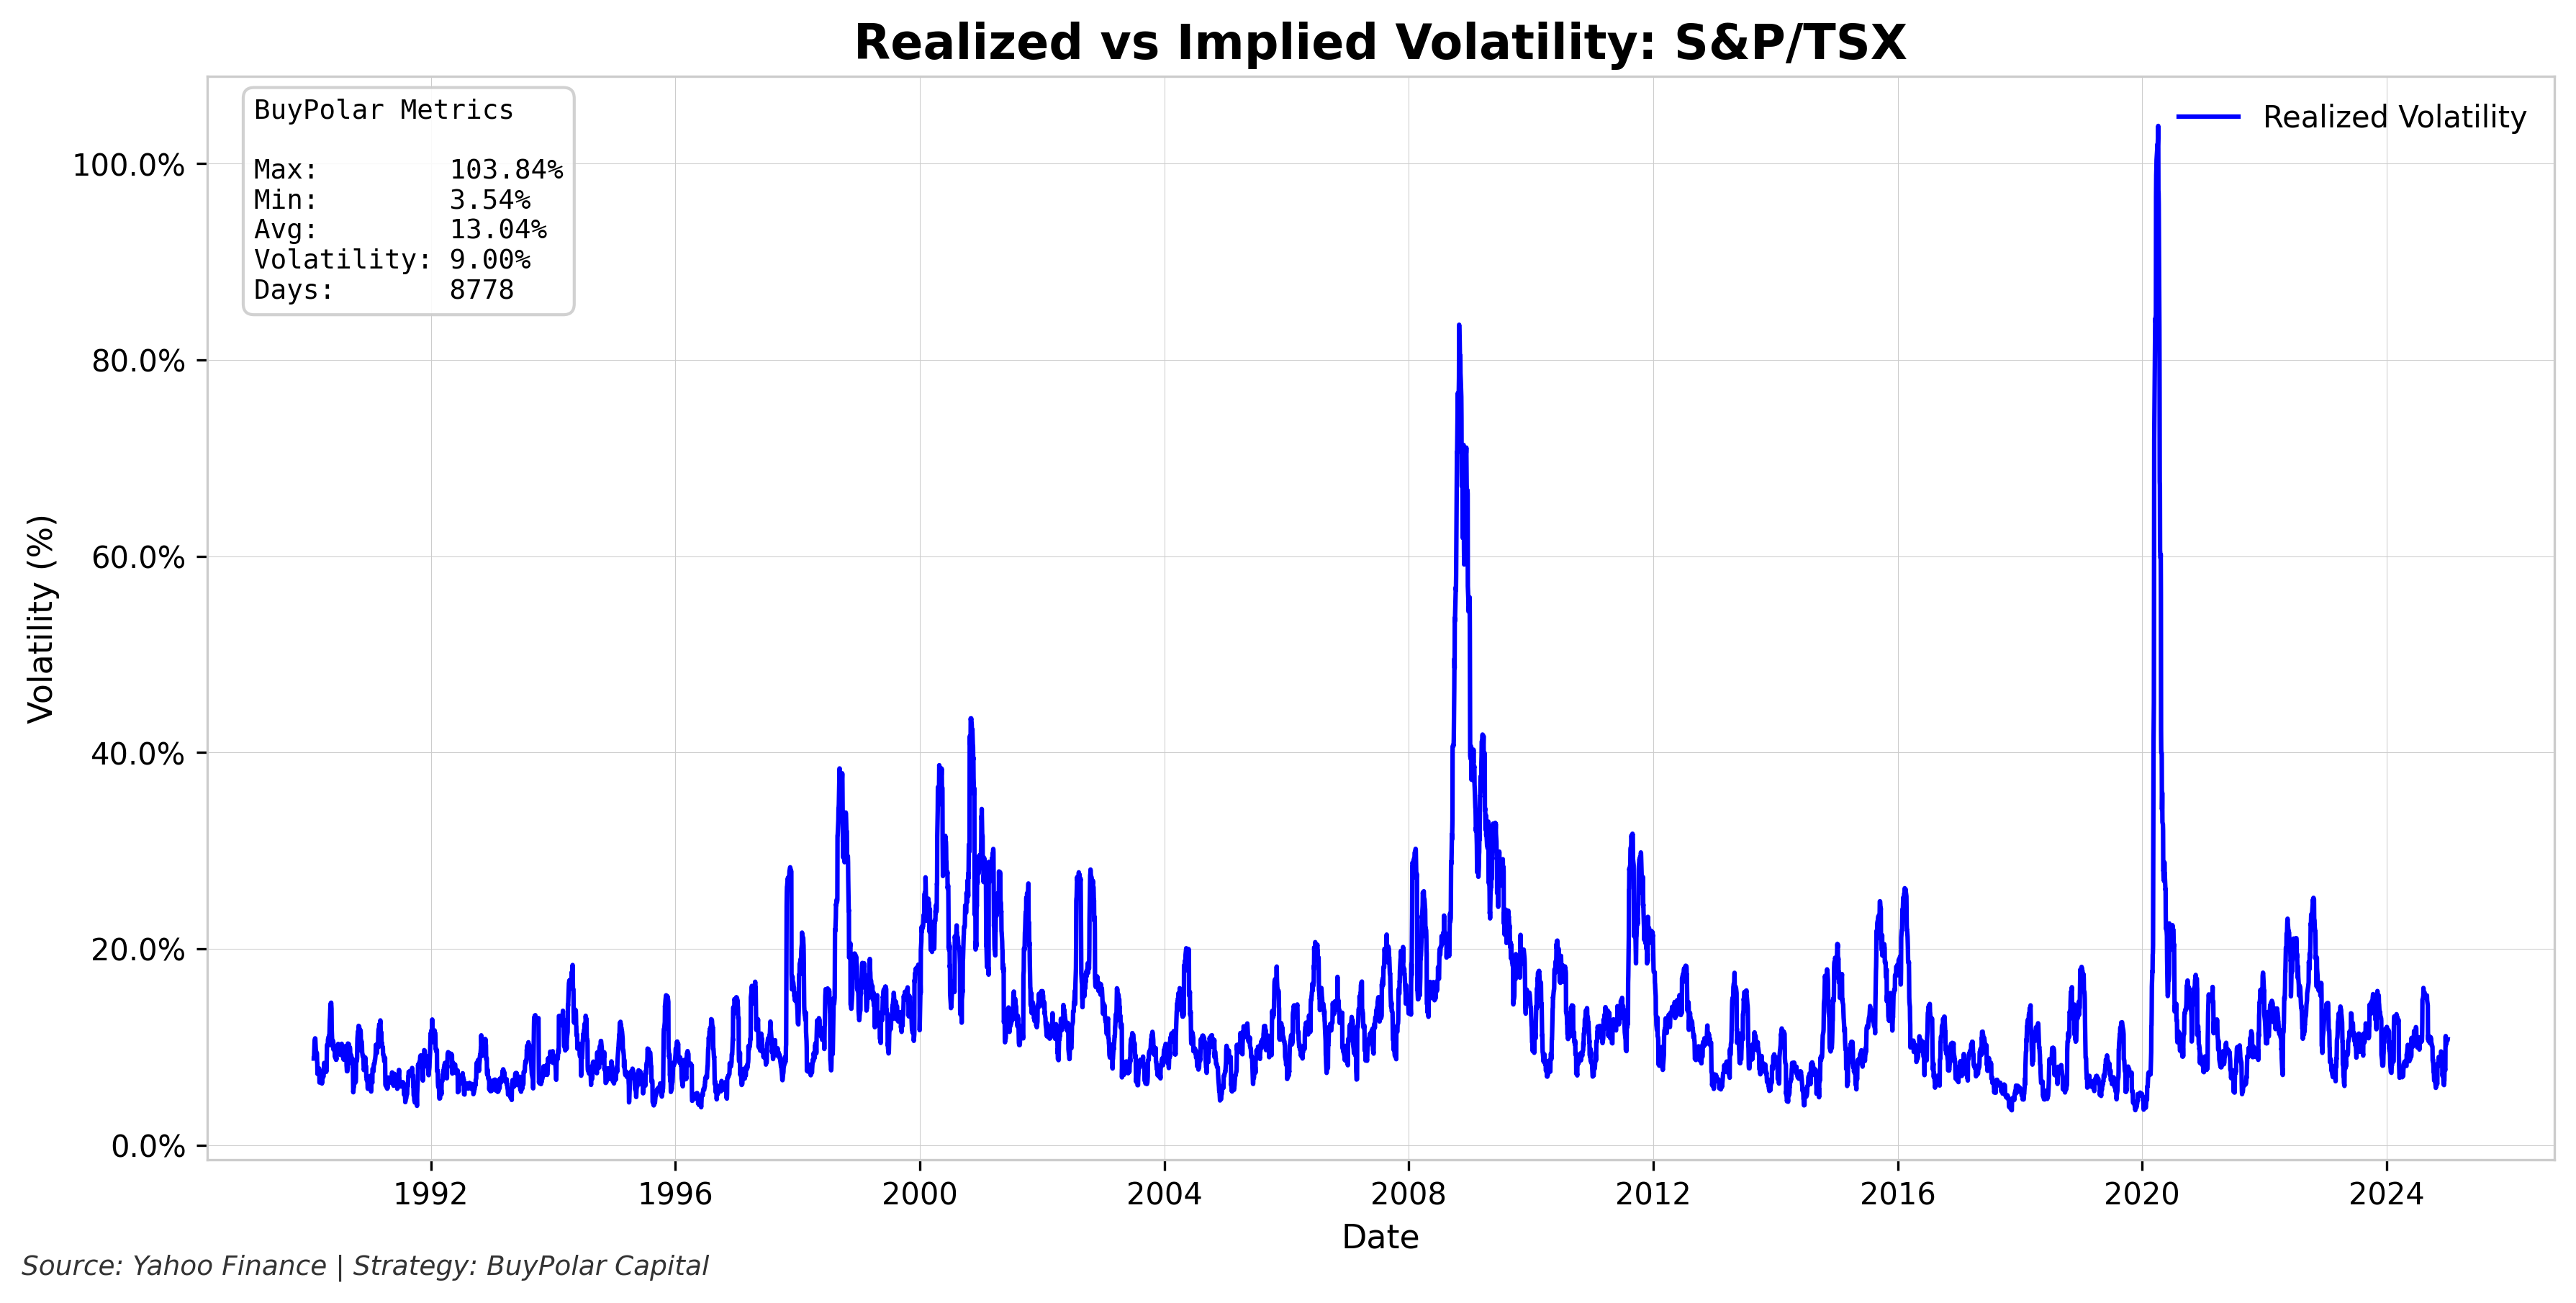 Realized vs Implied Volatility: S&P/TSX
BuyPolar Metrics
Max: 103.84%
Min: 3.54%
Avg: 13.04%
Volatility: 9.00%
Days: 8778
Realized Volatility
Volatility (%)
100.0%
80.0%
60.0%
40.0%
20.0%
0.0%
1992 1996 2000 2004 2008 2012 2016 2020 2024
Date
Source: Yahoo Finance | Strategy: BuyPolar Capital